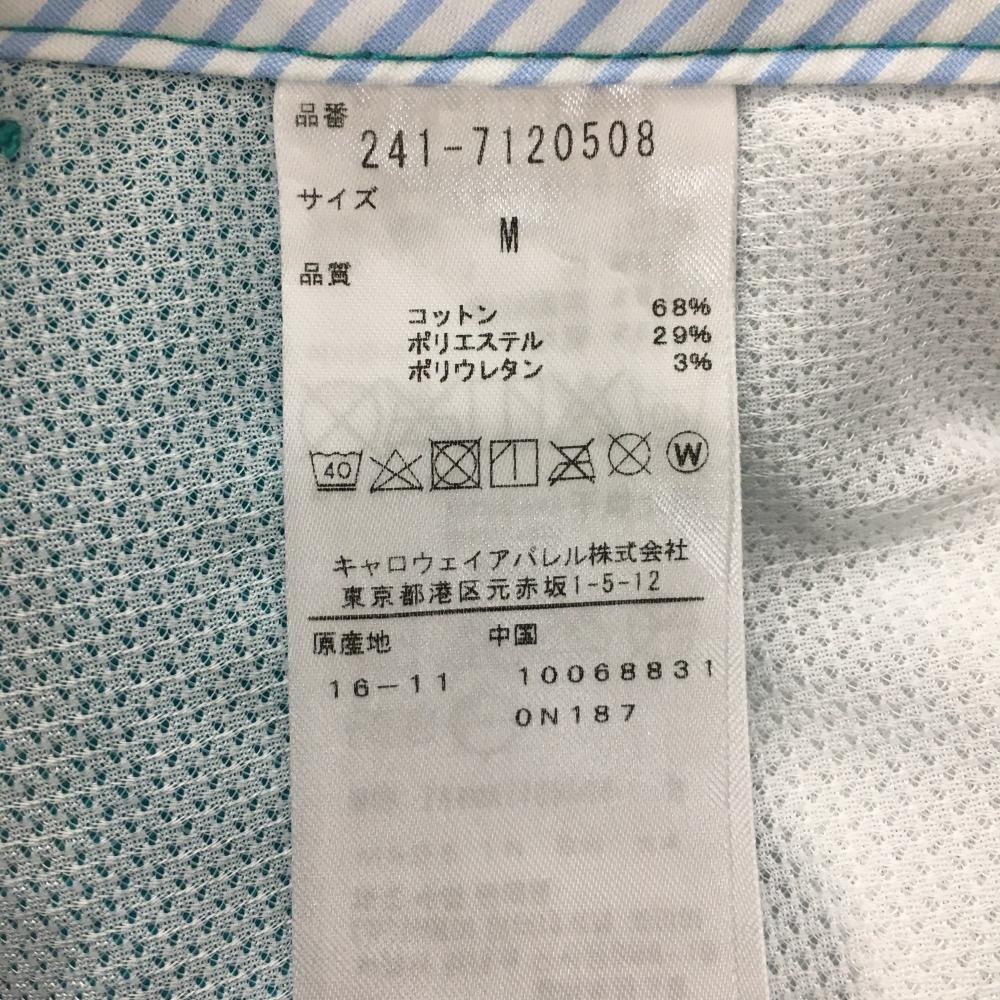 品番
241-7120508
サイズ
M
品質
コットン 68%
ポリエステル 29%
ポリウレタン 3%
40 W
キャロウェイアパレル株式会社
東京都港区元赤坂1-5-12
原産地 中国
16-11 10068831
0N187